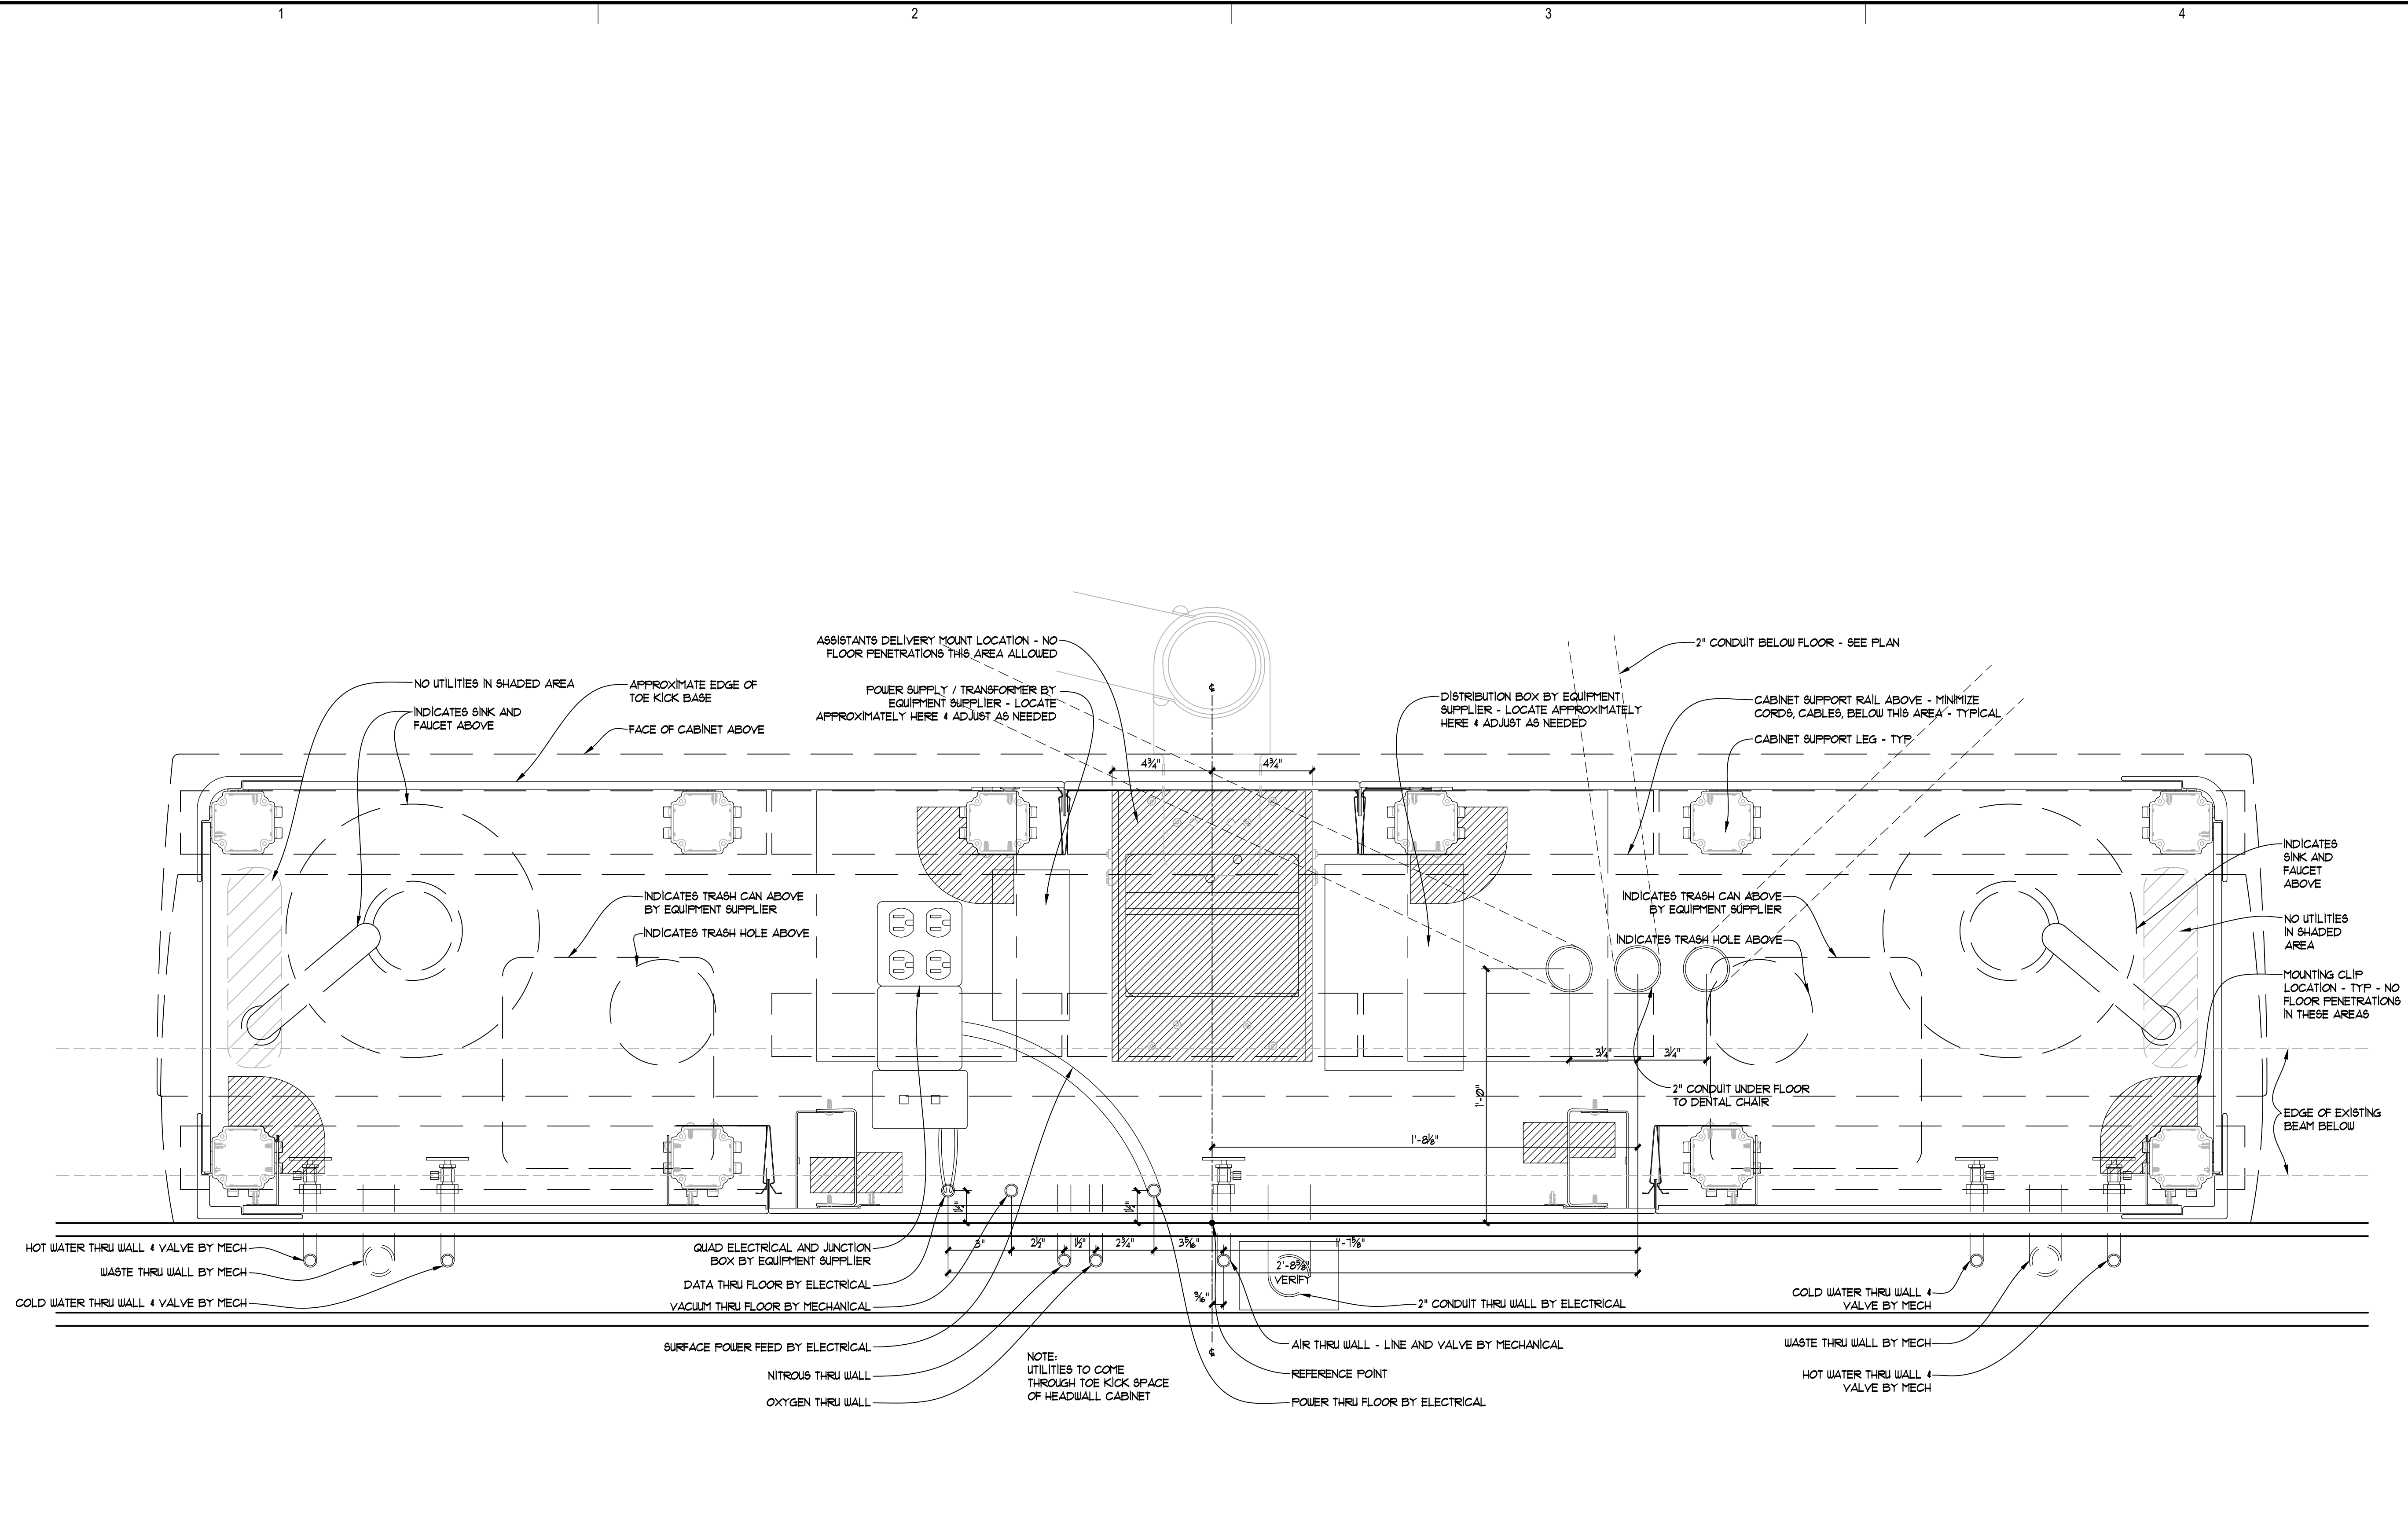 1
2
3
4
ASSISTANTS DELIVERY MOUNT LOCATION - NO
FLOOR PENETRATIONS THIS AREA ALLOWED
2" CONDUIT BELOW FLOOR - SEE PLAN
NO UTILITIES IN SHADED AREA
APPROXIMATE EDGE OF
TOE KICK BASE
POWER SUPPLY / TRANSFORMER BY
EQUIPMENT SUPPLIER - LOCATE
APPROXIMATELY HERE & ADJUST AS NEEDED
DISTRIBUTION BOX BY EQUIPMENT
SUPPLIER - LOCATE APPROXIMATELY
HERE & ADJUST AS NEEDED
CABINET SUPPORT RAIL ABOVE - MINIMIZE
CORDS, CABLES, BELOW THIS AREA - TYPICAL
INDICATES SINK AND
FAUCET ABOVE
FACE OF CABINET ABOVE
CABINET SUPPORT LEG - TYP
℄
4¾"
4¾"
INDICATES
SINK AND
FAUCET
ABOVE
INDICATES TRASH CAN ABOVE
BY EQUIPMENT SUPPLIER
INDICATES TRASH CAN ABOVE
BY EQUIPMENT SUPPLIER
NO UTILITIES
IN SHADED
AREA
INDICATES TRASH HOLE ABOVE
INDICATES TRASH HOLE ABOVE
MOUNTING CLIP
LOCATION - TYP - NO
FLOOR PENETRATIONS
IN THESE AREAS
3¼"
3¼"
2" CONDUIT UNDER FLOOR
TO DENTAL CHAIR
1'-0"
EDGE OF EXISTING
BEAM BELOW
1'-8⅛"
1½"
1½"
HOT WATER THRU WALL & VALVE BY MECH
WASTE THRU WALL BY MECH
COLD WATER THRU WALL & VALVE BY MECH
QUAD ELECTRICAL AND JUNCTION
BOX BY EQUIPMENT SUPPLIER
3"
2½"
1½"
2¾"
3⁵⁄₁₆"
1'-7⅝"
DATA THRU FLOOR BY ELECTRICAL
2'-8⅝"
VERIFY
VACUUM THRU FLOOR BY MECHANICAL
⁹⁄₁₆"
2" CONDUIT THRU WALL BY ELECTRICAL
COLD WATER THRU WALL &
VALVE BY MECH
SURFACE POWER FEED BY ELECTRICAL
AIR THRU WALL - LINE AND VALVE BY MECHANICAL
WASTE THRU WALL BY MECH
℄
NOTE:
UTILITIES TO COME
THROUGH TOE KICK SPACE
OF HEADWALL CABINET
NITROUS THRU WALL
REFERENCE POINT
HOT WATER THRU WALL &
VALVE BY MECH
OXYGEN THRU WALL
POWER THRU FLOOR BY ELECTRICAL